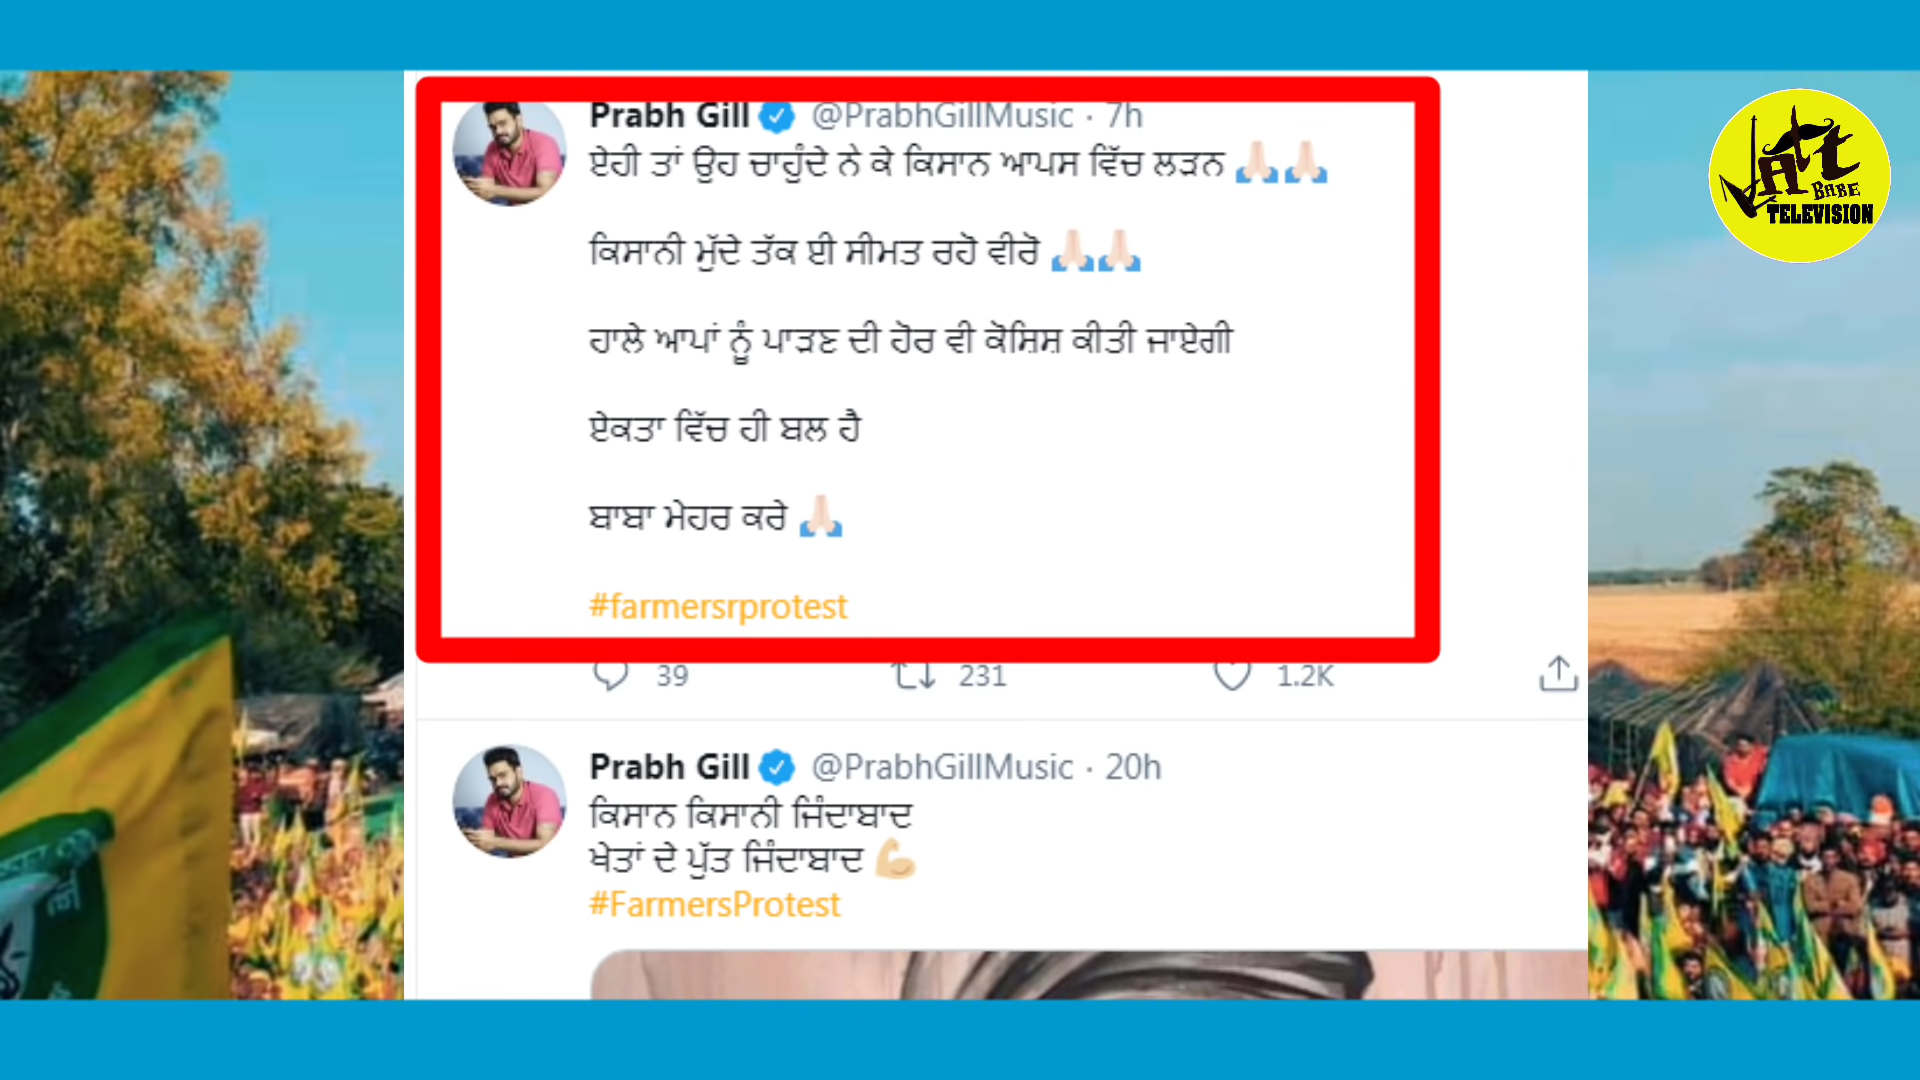 Prabh Gill @PrabhGillMusic · 7h
ਏਹੀ ਤਾਂ ਉਹ ਚਾਹੁੰਦੇ ਨੇ ਕੇ ਕਿਸਾਨ ਆਪਸ ਵਿੱਚ ਲੜਨ 🙏🏻🙏🏻
ਕਿਸਾਨੀ ਮੁੱਦੇ ਤੱਕ ਈ ਸੀਮਤ ਰਹੋ ਵੀਰੋ 🙏🏻🙏🏻
ਹਾਲੇ ਆਪਾਂ ਨੂੰ ਪਾੜਣ ਦੀ ਹੋਰ ਵੀ ਕੋਸ਼ਿਸ਼ ਕੀਤੀ ਜਾਏਗੀ
ਏਕਤਾ ਵਿੱਚ ਹੀ ਬਲ ਹੈ
ਬਾਬਾ ਮੇਹਰ ਕਰੇ 🙏🏻
#farmersrprotest
39 231 1.2K
Prabh Gill @PrabhGillMusic · 20h
ਕਿਸਾਨ ਕਿਸਾਨੀ ਜਿੰਦਾਬਾਦ
ਖੇਤਾਂ ਦੇ ਪੁੱਤ ਜਿੰਦਾਬਾਦ 💪🏼
#FarmersProtest
Jatt
BABE
TELEVISION